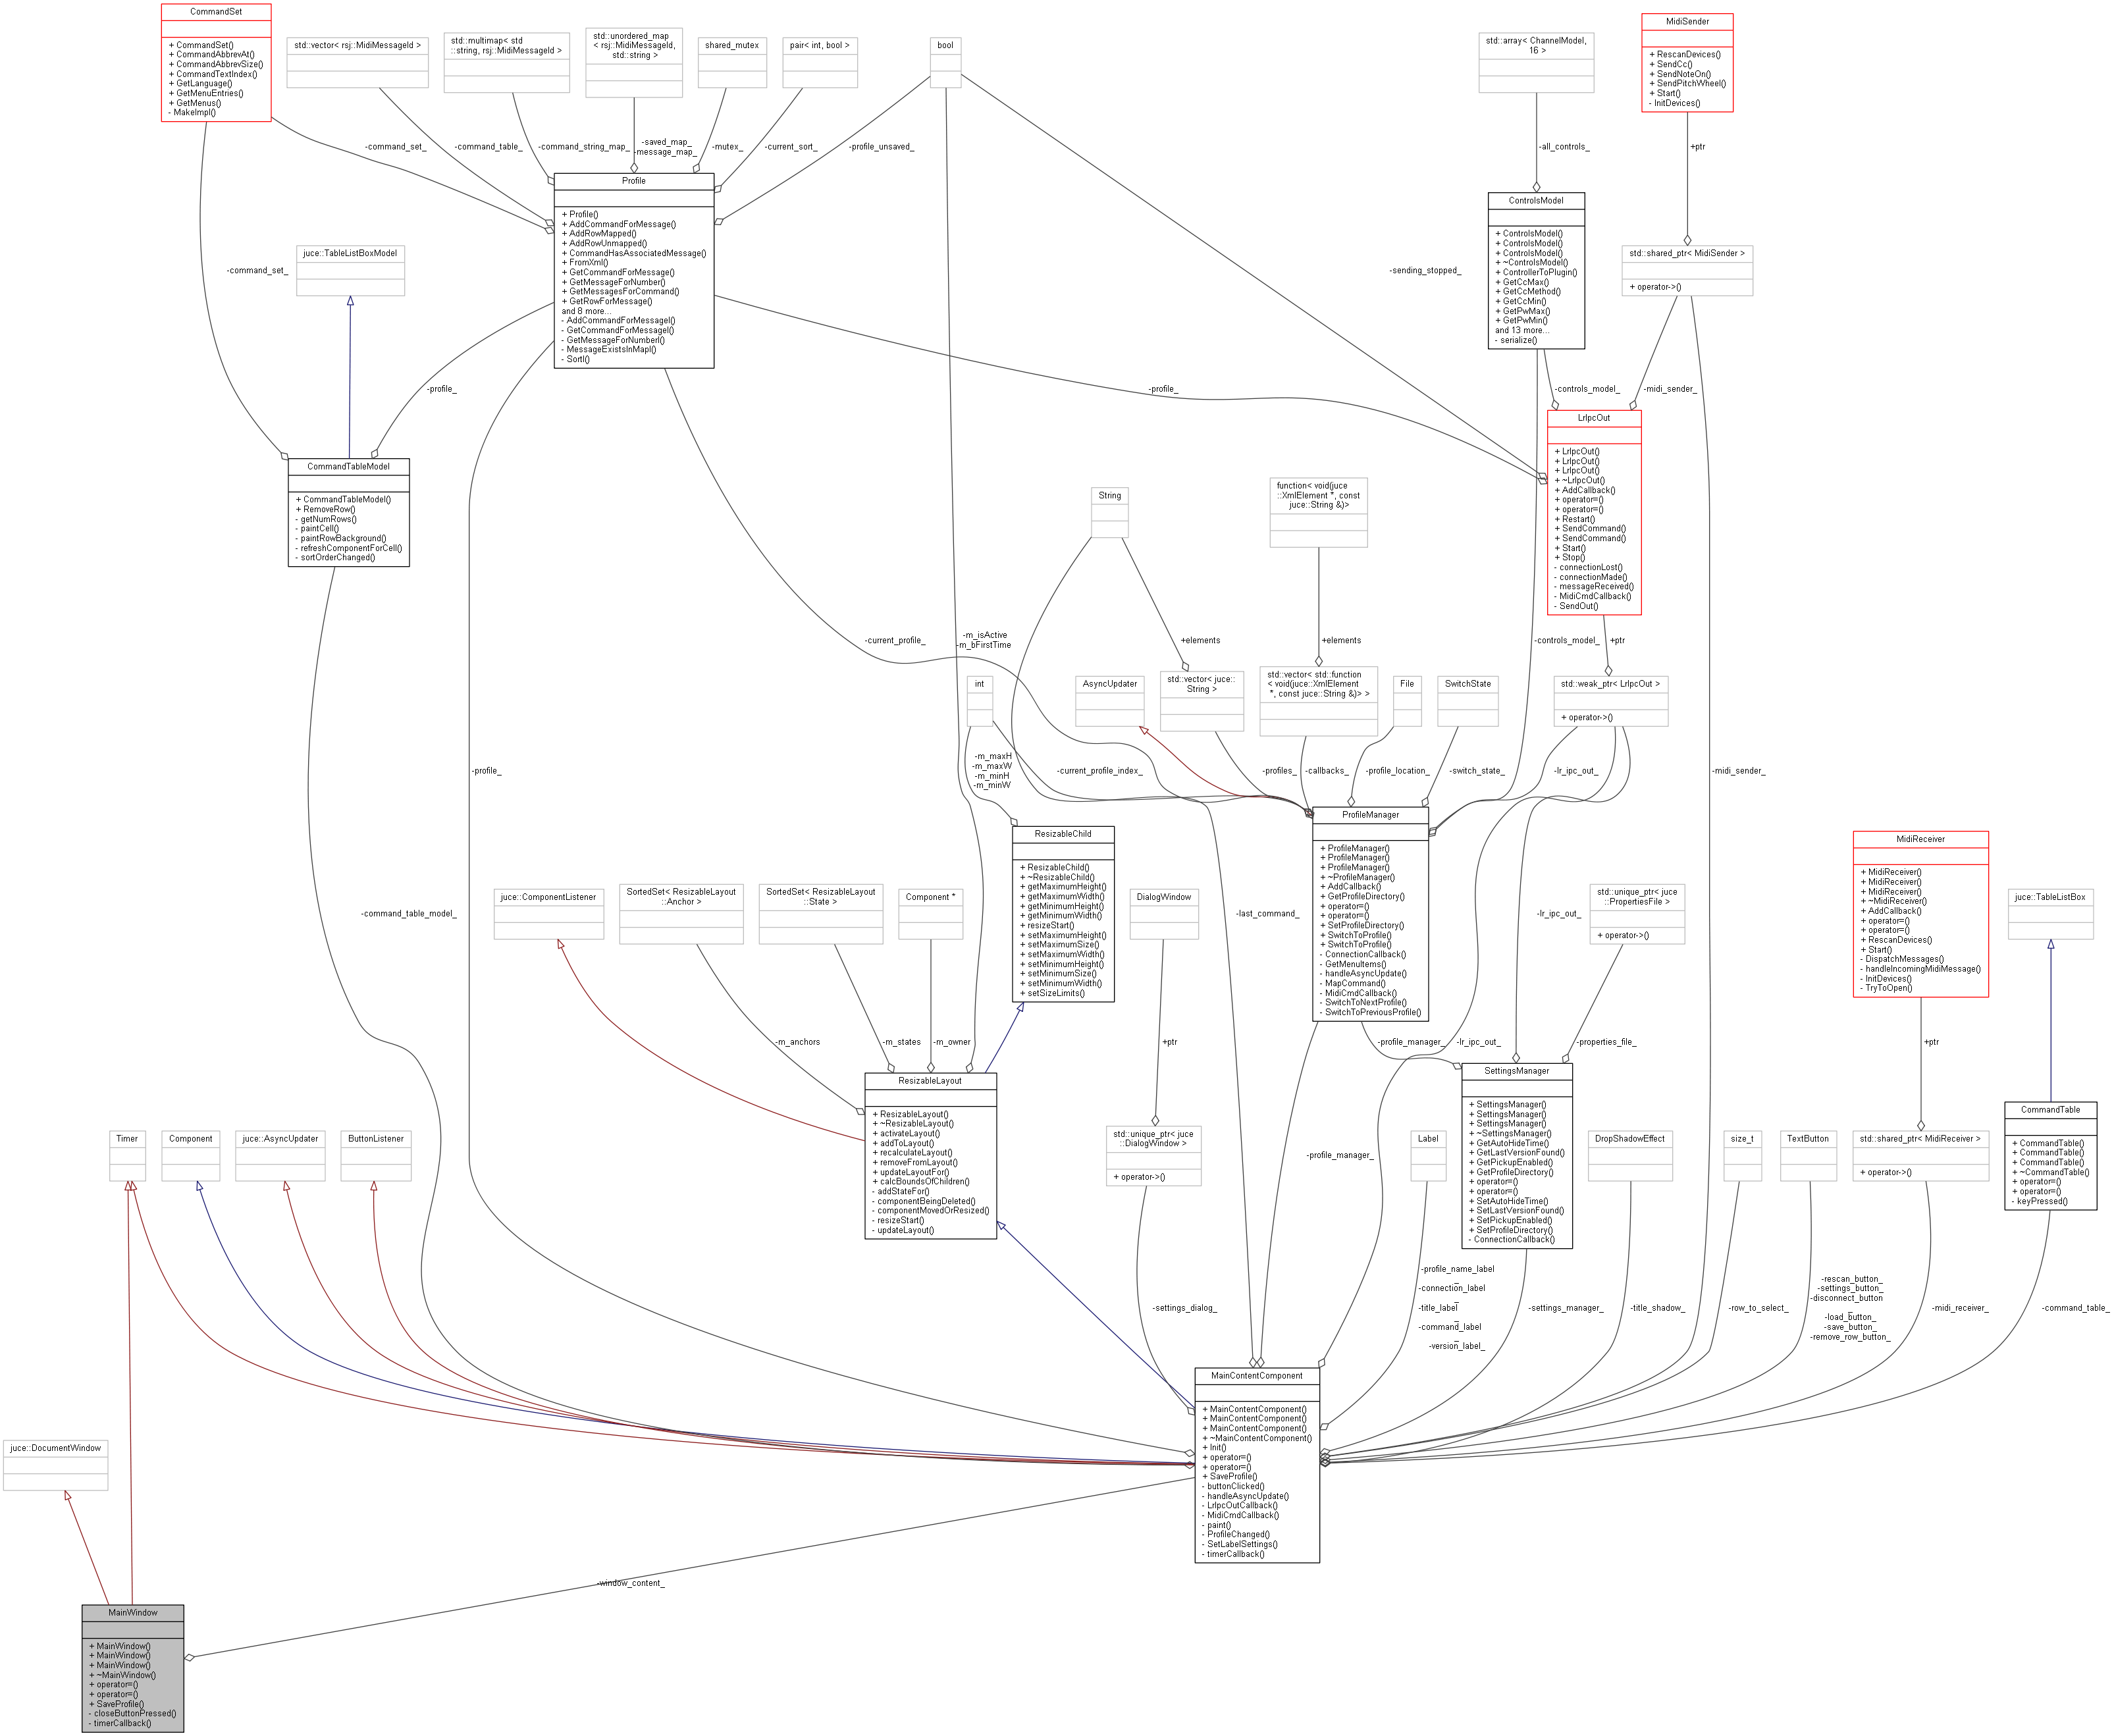 CommandSet
+ CommandSet()
+ CommandAbbrevAt()
+ CommandAbbrevSize()
+ CommandTextIndex()
+ GetLanguage()
+ GetMenuEntries()
+ GetMenus()
- MakeImpl()
std::vector< rsj::MidiMessageId >
std::multimap< std
::string, rsj::MidiMessageId >
std::unordered_map
< rsj::MidiMessageId,
std::string >
shared_mutex
pair< int, bool >
bool
std::array< ChannelModel,
16 >
MidiSender
+ RescanDevices()
+ SendCc()
+ SendNoteOn()
+ SendPitchWheel()
+ Start()
- InitDevices()
-command_set_
-command_table_
-command_string_map_
-saved_map_
-message_map_
-mutex_
-current_sort_
-profile_unsaved_
-all_controls_
+ptr
Profile
+ Profile()
+ AddCommandForMessage()
+ AddRowMapped()
+ AddRowUnmapped()
+ CommandHasAssociatedMessage()
+ FromXml()
+ GetCommandForMessage()
+ GetMessageForNumber()
+ GetMessagesForCommand()
+ GetRowForMessage()
and 8 more...
- AddCommandForMessageI()
- GetCommandForMessageI()
- GetMessageForNumberI()
- MessageExistsInMapI()
- SortI()
ControlsModel
+ ControlsModel()
+ ControlsModel()
+ ControlsModel()
+ ~ControlsModel()
+ ControllerToPlugin()
+ GetCcMax()
+ GetCcMethod()
+ GetCcMin()
+ GetPwMax()
+ GetPwMin()
and 13 more...
- serialize()
std::shared_ptr< MidiSender >
+ operator->()
juce::TableListBoxModel
-command_set_
-sending_stopped_
-profile_
-profile_
-controls_model_
-midi_sender_
LrIpcOut
+ LrIpcOut()
+ LrIpcOut()
+ LrIpcOut()
+ ~LrIpcOut()
+ AddCallback()
+ operator=()
+ operator=()
+ Restart()
+ SendCommand()
+ SendCommand()
+ Start()
+ Stop()
- connectionLost()
- connectionMade()
- messageReceived()
- MidiCmdCallback()
- SendOut()
CommandTableModel
+ CommandTableModel()
+ RemoveRow()
- getNumRows()
- paintCell()
- paintRowBackground()
- refreshComponentForCell()
- sortOrderChanged()
String
function< void(juce
::XmlElement *, const
juce::String &)>
-current_profile_
-m_isActive
-m_bFirstTime
+elements
+elements
-controls_model_
+ptr
int
AsyncUpdater
std::vector< juce::
String >
std::vector< std::function
< void(juce::XmlElement
*, const juce::String &)> >
File
SwitchState
std::weak_ptr< LrIpcOut >
+ operator->()
-profile_
-m_maxH
-m_maxW
-m_minH
-m_minW
-current_profile_index_
-profiles_
-callbacks_
-profile_location_
-switch_state_
-lr_ipc_out_
-midi_sender_
ResizableChild
+ ResizableChild()
+ ~ResizableChild()
+ getMaximumHeight()
+ getMaximumWidth()
+ getMinimumHeight()
+ getMinimumWidth()
+ resizeStart()
+ setMaximumHeight()
+ setMaximumSize()
+ setMaximumWidth()
+ setMinimumHeight()
+ setMinimumSize()
+ setMinimumWidth()
+ setSizeLimits()
ProfileManager
+ ProfileManager()
+ ProfileManager()
+ ProfileManager()
+ ~ProfileManager()
+ AddCallback()
+ GetProfileDirectory()
+ operator=()
+ operator=()
+ SetProfileDirectory()
+ SwitchToProfile()
+ SwitchToProfile()
- ConnectionCallback()
- GetMenuItems()
- handleAsyncUpdate()
- MapCommand()
- MidiCmdCallback()
- SwitchToNextProfile()
- SwitchToPreviousProfile()
MidiReceiver
+ MidiReceiver()
+ MidiReceiver()
+ MidiReceiver()
+ ~MidiReceiver()
+ AddCallback()
+ operator=()
+ operator=()
+ RescanDevices()
+ Start()
- DispatchMessages()
- handleIncomingMidiMessage()
- InitDevices()
- TryToOpen()
juce::ComponentListener
SortedSet< ResizableLayout
::Anchor >
SortedSet< ResizableLayout
::State >
Component *
DialogWindow
std::unique_ptr< juce
::PropertiesFile >
+ operator->()
juce::TableListBox
-command_table_model_
-last_command_
-lr_ipc_out_
-m_anchors
-m_states
-m_owner
+ptr
-profile_manager_
-lr_ipc_out_
-properties_file_
+ptr
ResizableLayout
+ ResizableLayout()
+ ~ResizableLayout()
+ activateLayout()
+ addToLayout()
+ recalculateLayout()
+ removeFromLayout()
+ updateLayoutFor()
+ calcBoundsOfChildren()
- addStateFor()
- componentBeingDeleted()
- componentMovedOrResized()
- resizeStart()
- updateLayout()
SettingsManager
+ SettingsManager()
+ SettingsManager()
+ SettingsManager()
+ ~SettingsManager()
+ GetAutoHideTime()
+ GetLastVersionFound()
+ GetPickupEnabled()
+ GetProfileDirectory()
+ operator=()
+ operator=()
+ SetAutoHideTime()
+ SetLastVersionFound()
+ SetPickupEnabled()
+ SetProfileDirectory()
- ConnectionCallback()
CommandTable
+ CommandTable()
+ CommandTable()
+ CommandTable()
+ ~CommandTable()
+ operator=()
+ operator=()
- keyPressed()
Timer
Component
juce::AsyncUpdater
ButtonListener
std::unique_ptr< juce
::DialogWindow >
+ operator->()
Label
DropShadowEffect
size_t
TextButton
std::shared_ptr< MidiReceiver >
+ operator->()
-profile_manager_
-settings_dialog_
-profile_name_label
_
-connection_label
_
-title_label
_
-command_label
_
-version_label_
-settings_manager_
-title_shadow_
-row_to_select_
-rescan_button_
-settings_button_
-disconnect_button
_
-load_button_
-save_button_
-remove_row_button_
-midi_receiver_
-command_table_
MainContentComponent
+ MainContentComponent()
+ MainContentComponent()
+ MainContentComponent()
+ ~MainContentComponent()
+ Init()
+ operator=()
+ operator=()
+ SaveProfile()
- buttonClicked()
- handleAsyncUpdate()
- LrIpcOutCallback()
- MidiCmdCallback()
- paint()
- ProfileChanged()
- SetLabelSettings()
- timerCallback()
juce::DocumentWindow
-window_content_
MainWindow
+ MainWindow()
+ MainWindow()
+ MainWindow()
+ ~MainWindow()
+ operator=()
+ operator=()
+ SaveProfile()
- closeButtonPressed()
- timerCallback()